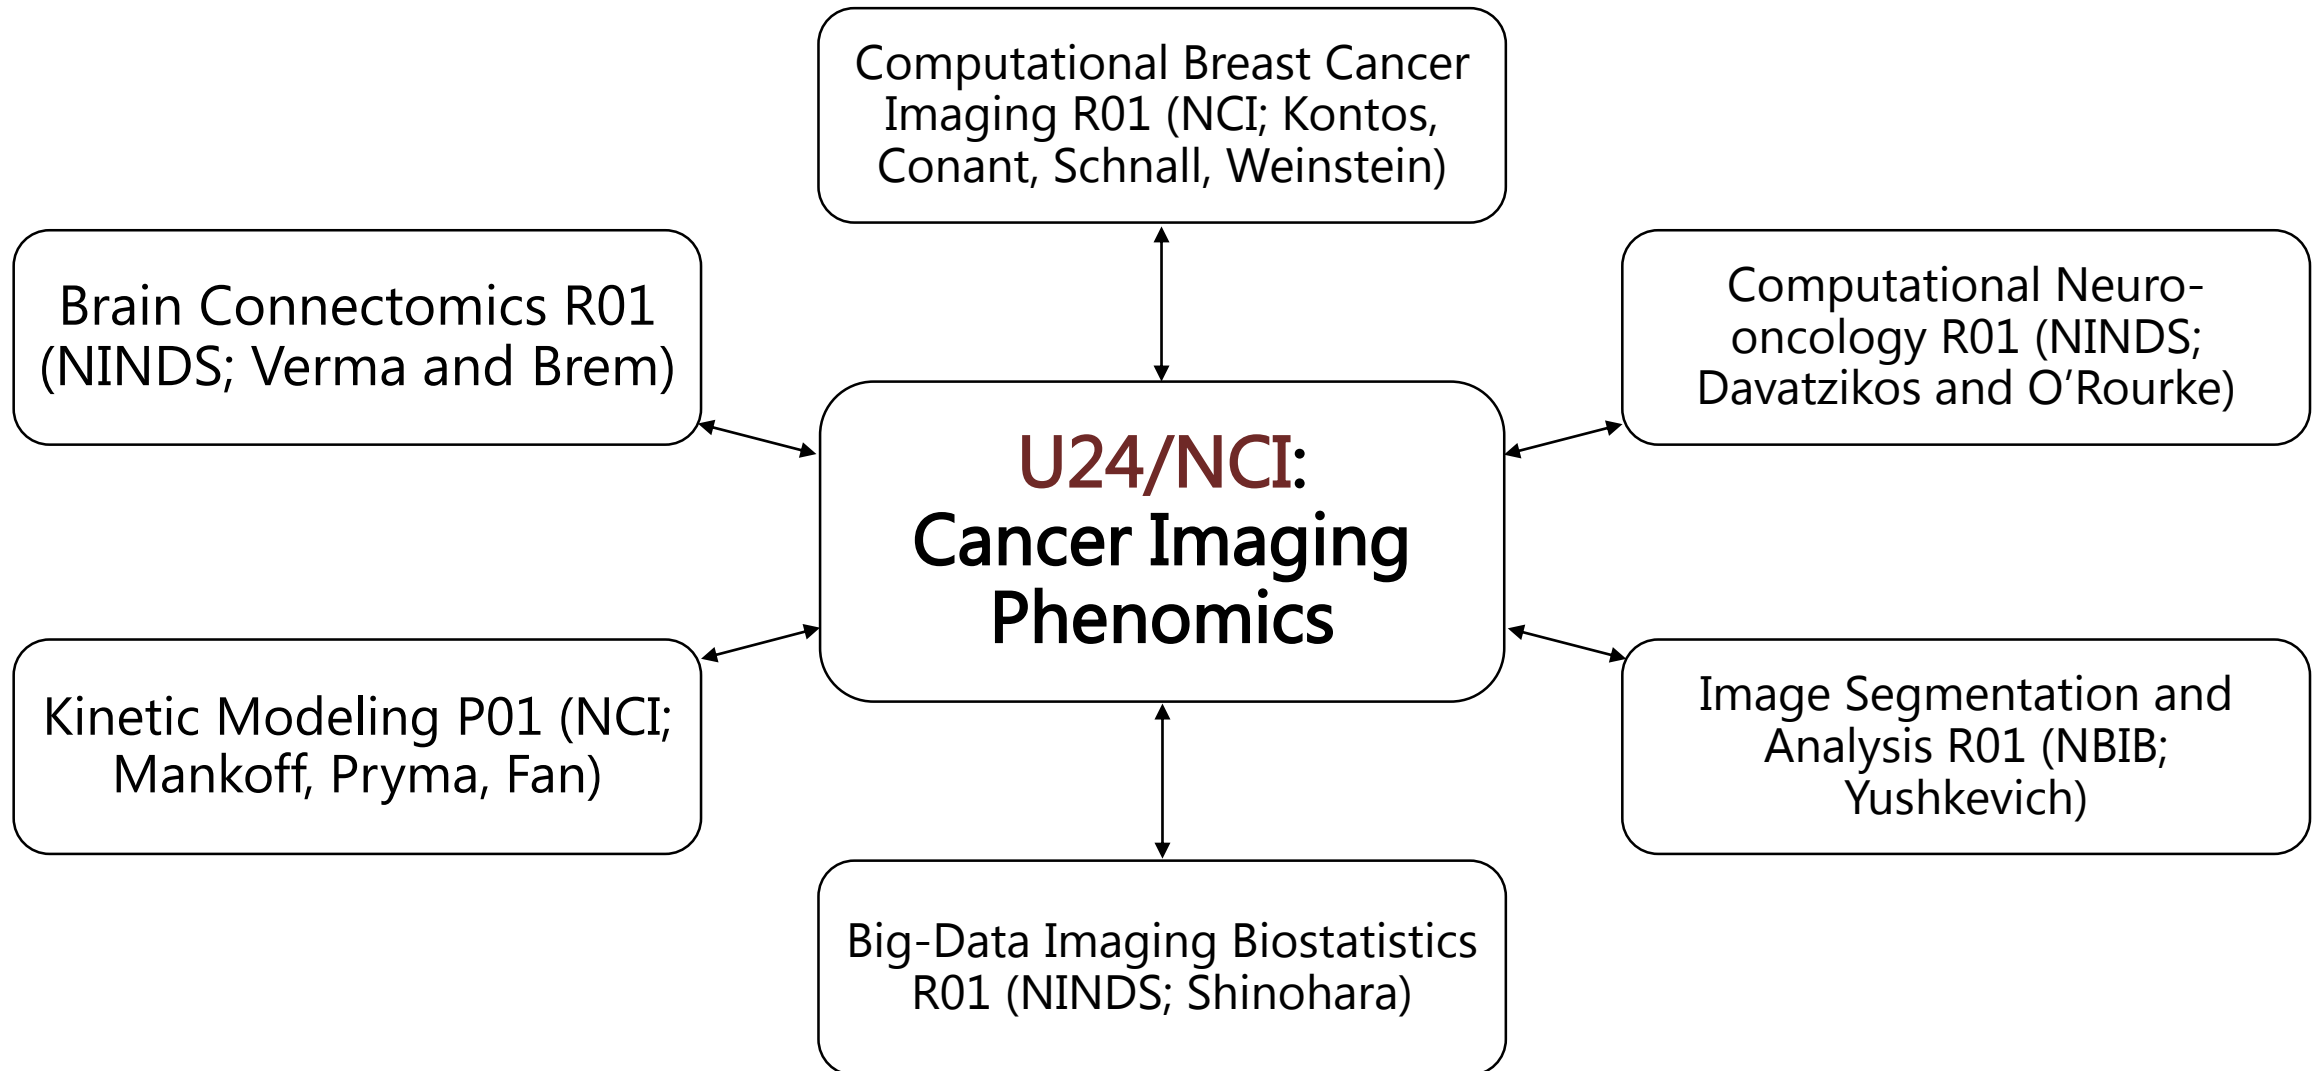 Computational Breast Cancer
Imaging R01 (NCI; Kontos,
Conant, Schnall, Weinstein)
Brain Connectomics R01
(NINDS; Verma and Brem)
Computational Neuro-
oncology R01 (NINDS;
Davatzikos and O’Rourke)
U24/NCI:
Cancer Imaging
Phenomics
Kinetic Modeling P01 (NCI;
Mankoff, Pryma, Fan)
Image Segmentation and
Analysis R01 (NBIB;
Yushkevich)
Big-Data Imaging Biostatistics
R01 (NINDS; Shinohara)